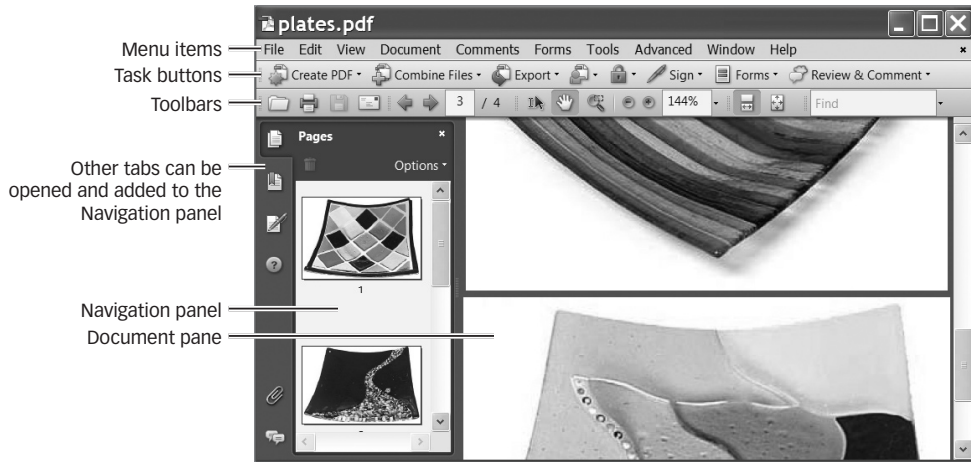 plates.pdf
Menu items
File Edit View Document Comments Forms Tools Advanced Window Help
Task buttons
Create PDF Combine Files Export Sign Forms Review & Comment
Toolbars
3 / 4 144% Find
Pages
Options
Other tabs can be
opened and added to the
Navigation panel
1
Navigation panel
Document pane